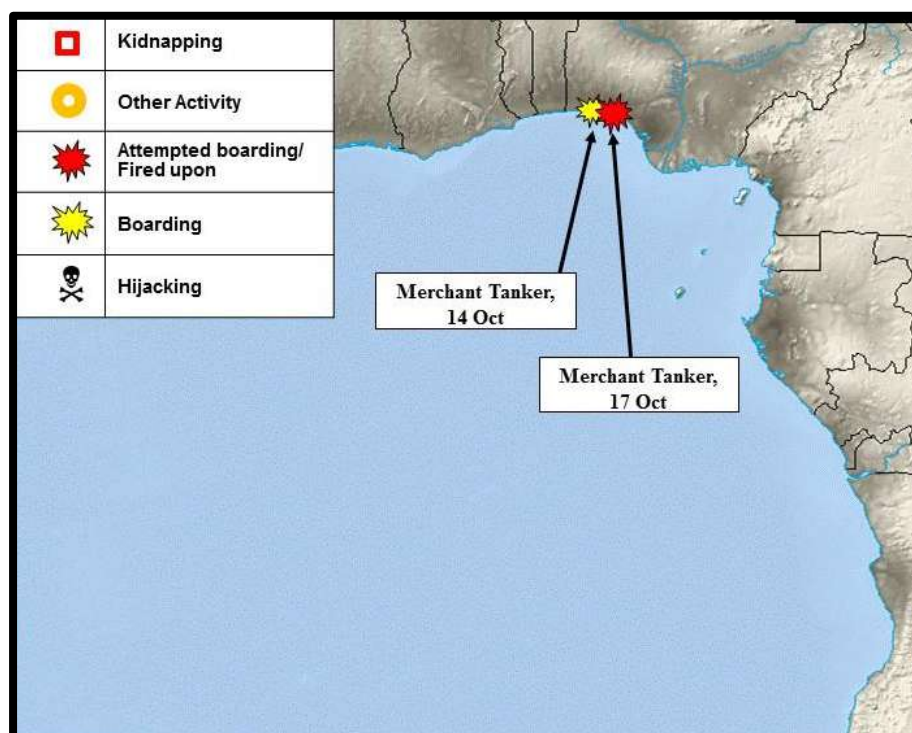 Kidnapping
Other Activity
Attempted boarding/
Fired upon
Boarding
Hijacking
Merchant Tanker,
14 Oct
Merchant Tanker,
17 Oct